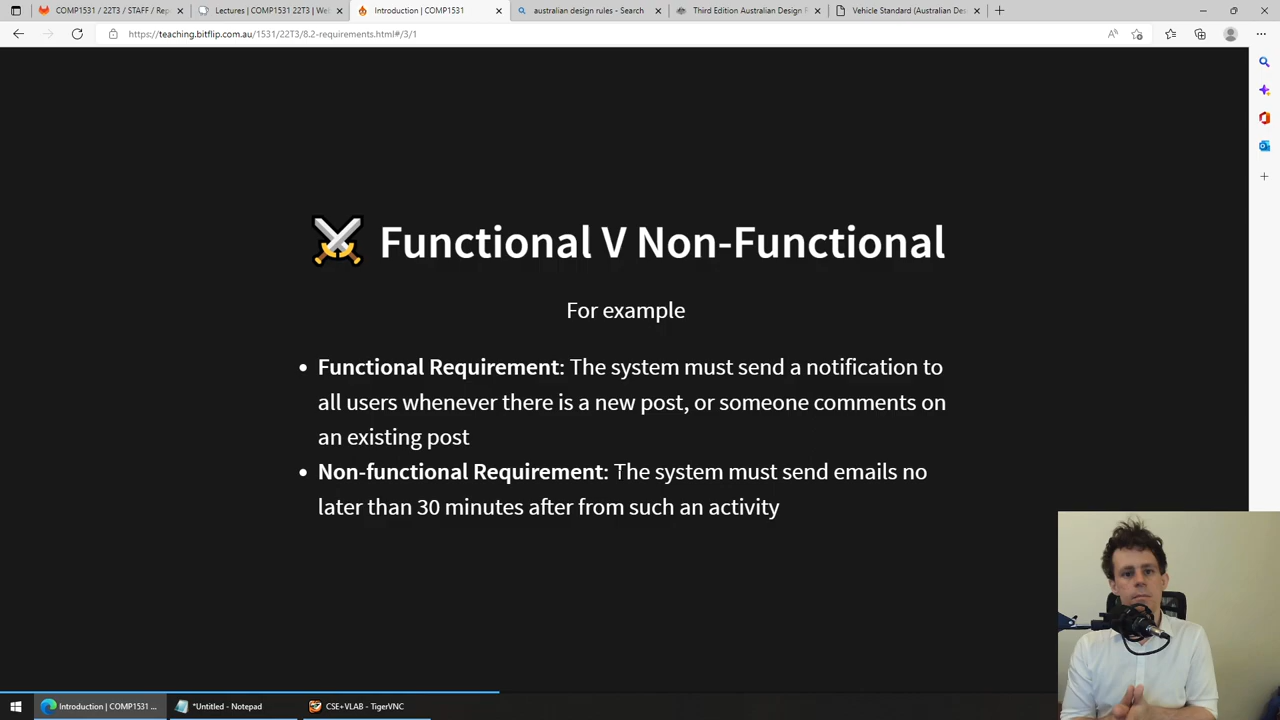 COMP1531 / 22T3 / STAFF / Rep
Lectures | COMP1531 22T3 | Wel
Introduction | COMP1531
australian design rules - Search
Third Edition Australian Design R
Vehicle Standard (Australian Des
https://teaching.bitflip.com.au/1531/22T3/8.2-requirements.html#/3/1
Functional V Non-Functional
For example
• Functional Requirement: The system must send a notification to
all users whenever there is a new post, or someone comments on
an existing post
• Non-functional Requirement: The system must send emails no
later than 30 minutes after from such an activity
Introduction | COMP1531 ...
*Untitled - Notepad
CSE+VLAB - TigerVNC